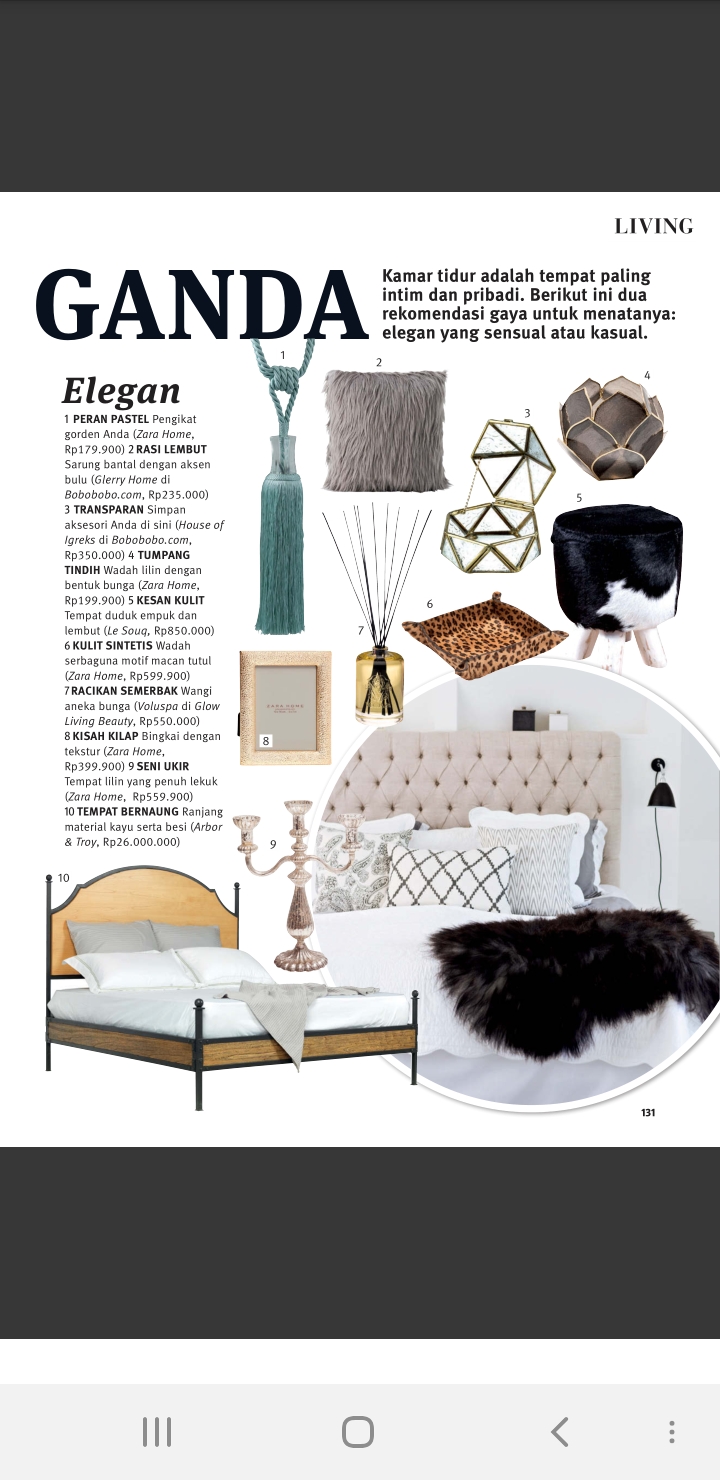 LIVING
GANDA
Kamar tidur adalah tempat paling
intim dan pribadi. Berikut ini dua
rekomendasi gaya untuk menatanya:
elegan yang sensual atau kasual.
Elegan
1 PERAN PASTEL Pengikat
gorden Anda (Zara Home,
Rp179.900) 2 RASI LEMBUT
Sarung bantal dengan aksen
bulu (Glerry Home di
Bobobobo.com, Rp235.000)
3 TRANSPARAN Simpan
aksesori Anda di sini (House of
Igreks di Bobobobo.com,
Rp350.000) 4 TUMPANG
TINDIH Wadah lilin dengan
bentuk bunga (Zara Home,
Rp199.900) 5 KESAN KULIT
Tempat duduk empuk dan
lembut (Le Souq, Rp850.000)
6 KULIT SINTETIS Wadah
serbaguna motif macan tutul
(Zara Home, Rp599.900)
7 RACIKAN SEMERBAK Wangi
aneka bunga (Voluspa di Glow
Living Beauty, Rp550.000)
8 KISAH KILAP Bingkai dengan
tekstur (Zara Home,
Rp399.900) 9 SENI UKIR
Tempat lilin yang penuh lekuk
(Zara Home, Rp559.900)
10 TEMPAT BERNAUNG Ranjang
material kayu serta besi (Arbor
& Troy, Rp26.000.000)
1
2
3
4
5
6
7
8
ZARA HOME
9
10
131